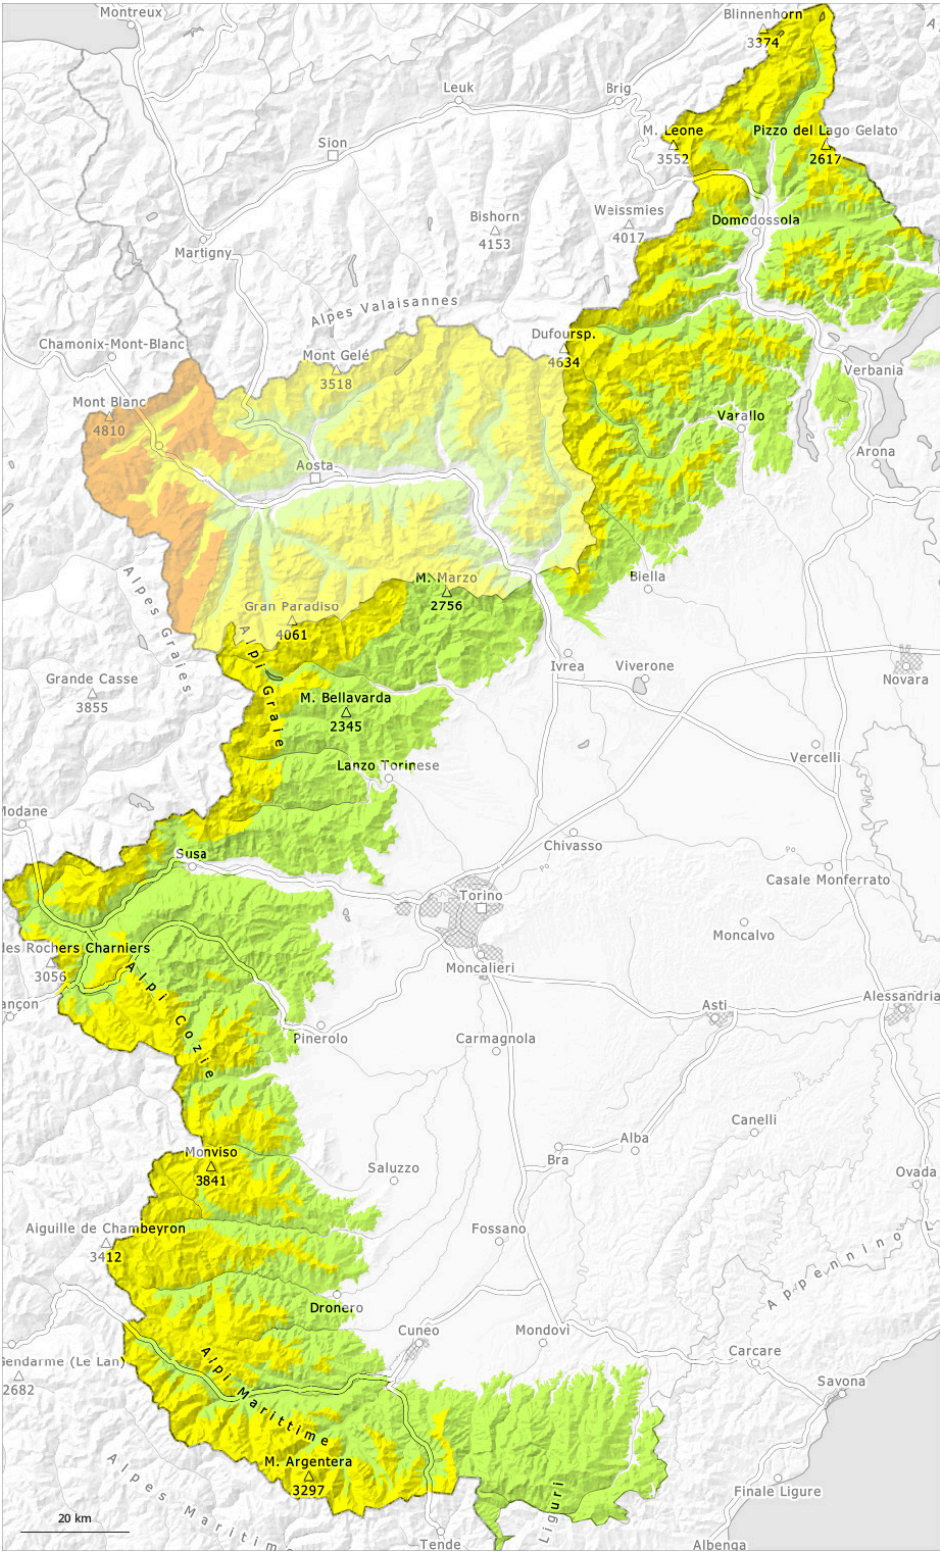 Montreux
Blinnenhorn
3374
Leuk
Brig
Sion
M. Leone
3552
Pizzo del Lago Gelato
2617
Bishorn
4153
Weissmies
4017
Domodossola
Martigny
Alpes Valaisannes
Chamonix-Mont-Blanc
Mont Gelé
3518
Dufoursp.
4634
Verbania
Mont Blanc
4810
Varallo
Aosta
Arona
Alpes Graies
M. Marzo
2756
Biella
Gran Paradiso
4061
Alpi Graie
Ivrea
Viverone
Novara
Grande Casse
3855
M. Bellavarda
2345
Lanzo Torinese
Vercelli
Modane
Chivasso
Po
Po
Susa
Casale Monferrato
Torino
Moncalvo
des Rochers Charniers
3056
Moncalieri
Alpi Cozie
ançon
Asti
Alessandria
Pinerolo
Carmagnola
Canelli
Alba
Bra
Monviso
3841
Saluzzo
Ovada
Aiguille de Chambeyron
3412
Fossano
Appennino L
Dronero
Cuneo
Mondovì
Carcare
Gendarme (Le Lan)
2682
Savona
Alpi Marittime
M. Argentera
3297
Alpes Maritime
Liguri
Finale Ligure
20 km
Tende
Albenga